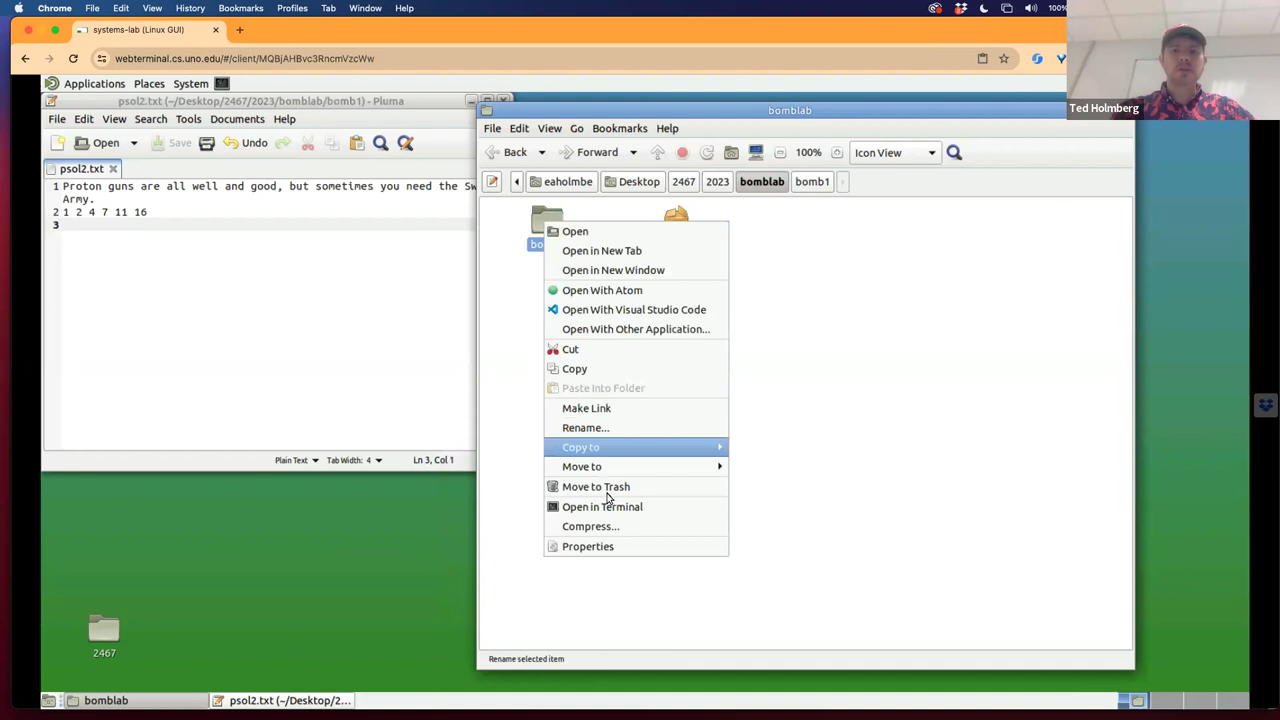 Chrome File Edit View History Bookmarks Profiles Tab Window Help 100%
systems-lab (Linux GUI)
webterminal.cs.uno.edu/#/client/MQBjAHBvc3RncmVzcWw
Ted Holmberg
Applications Places System
psol2.txt (~/Desktop/2467/2023/bomblab/bomb1) - Pluma
File Edit View Search Tools Documents Help
Open Save Undo
psol2.txt
1 Proton guns are all well and good, but sometimes you need the Sw
Army.
2 1 2 4 7 11 16
3
Plain Text Tab Width: 4 Ln 3, Col 1
bomblab
File Edit View Go Bookmarks Help
Back Forward 100% Icon View
eaholmbe Desktop 2467 2023 bomblab bomb1
bo
Open
Open in New Tab
Open in New Window
Open With Atom
Open With Visual Studio Code
Open With Other Application...
Cut
Copy
Paste Into Folder
Make Link
Rename...
Copy to
Move to
Move to Trash
Open in Terminal
Compress...
Properties
Rename selected item
2467
bomblab psol2.txt (~/Desktop/2...